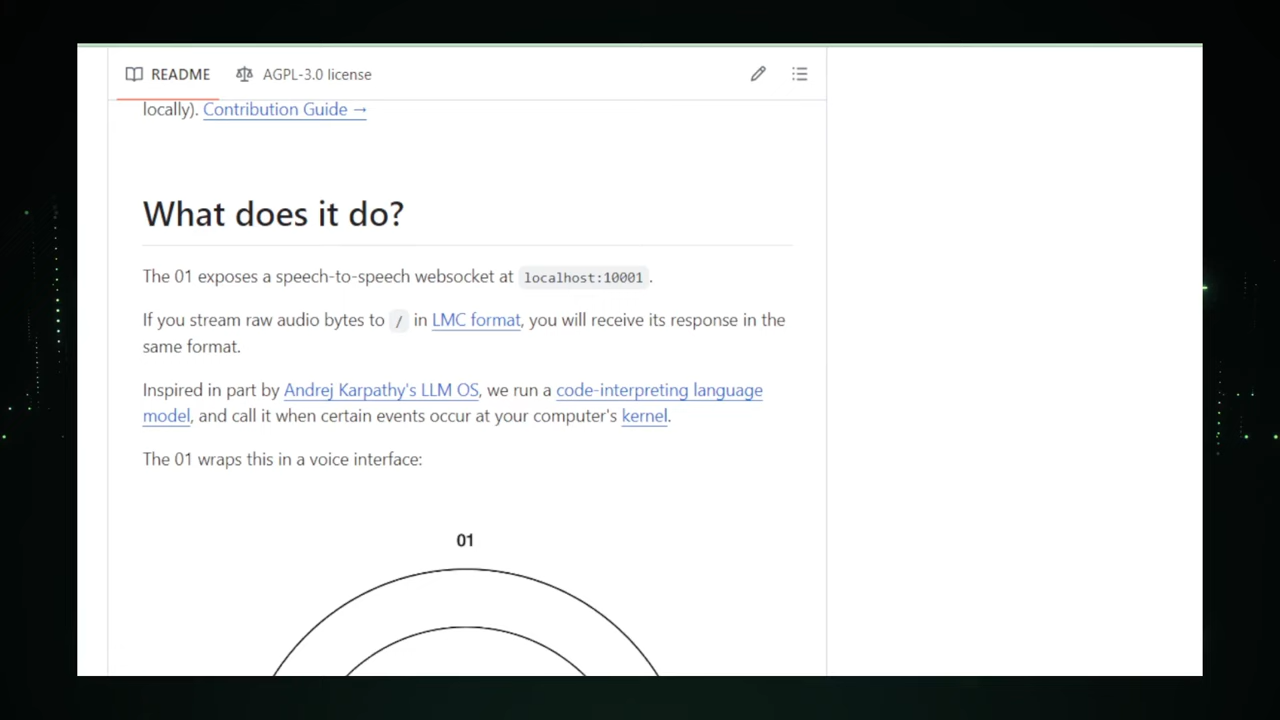 README AGPL-3.0 license
locally). Contribution Guide →
What does it do?
The 01 exposes a speech-to-speech websocket at localhost:10001.
If you stream raw audio bytes to / in LMC format, you will receive its response in the
same format.
Inspired in part by Andrej Karpathy's LLM OS, we run a code-interpreting language
model, and call it when certain events occur at your computer's kernel.
The 01 wraps this in a voice interface:
01